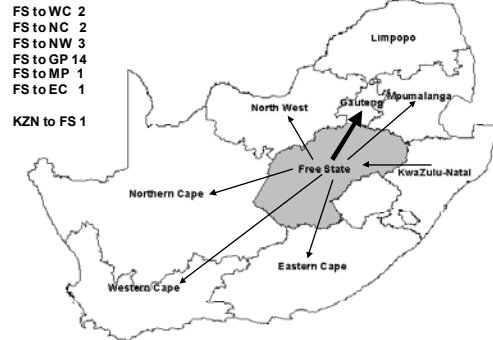 FS to WC 2
FS to NC 2
FS to NW 3
FS to GP 14
FS to MP 1
FS to EC 1
KZN to FS 1
Limpopo
North West
Gauteng
Mpumalanga
Free State
KwaZulu-Natal
Northern Cape
Eastern Cape
Western Cape